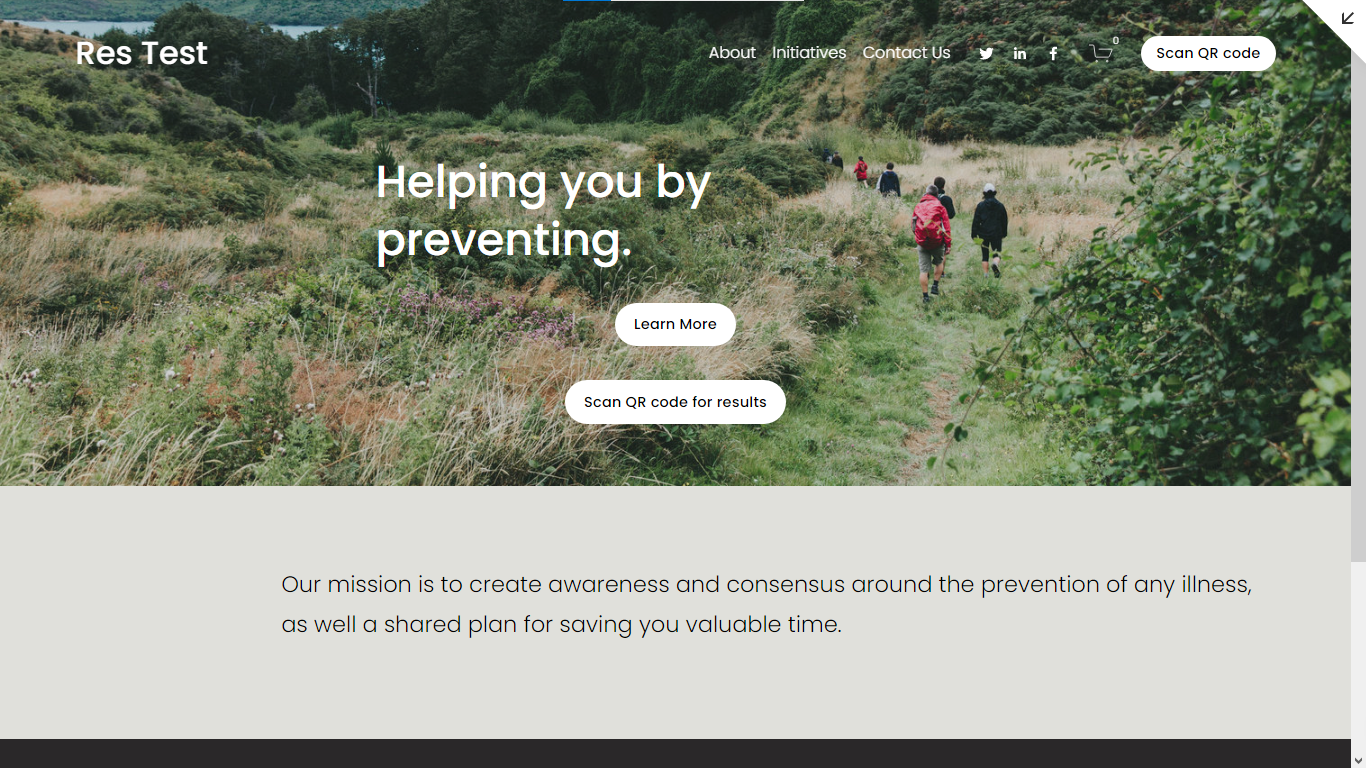 Res Test
About Initiatives Contact Us 0 Scan QR code
Helping you by
preventing.
Learn More
Scan QR code for results
Our mission is to create awareness and consensus around the prevention of any illness,
as well a shared plan for saving you valuable time.